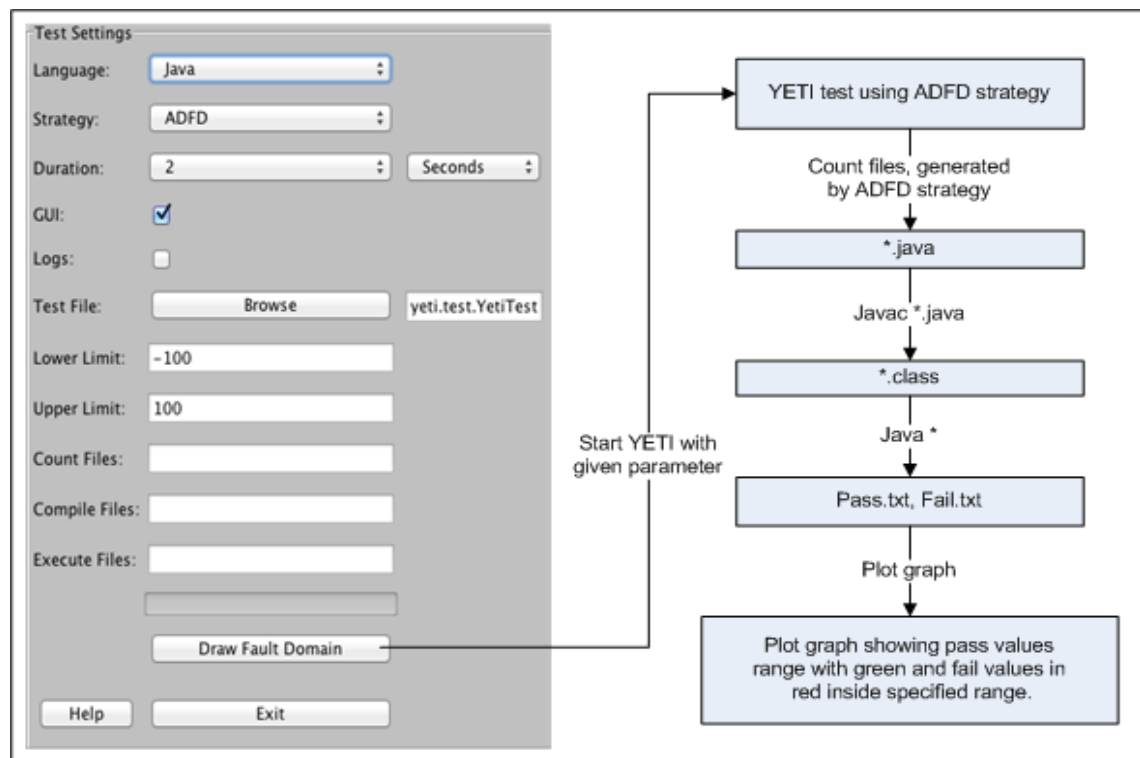 Test Settings
Language:
Java
Strategy:
ADFD
Duration:
2
Seconds
GUI:
Logs:
Test File:
Browse
yeti.test.YetiTest
Lower Limit:
-100
Upper Limit:
100
Count Files:
Compile Files:
Execute Files:
Draw Fault Domain
Help
Exit
Start YETI with
given parameter
YETI test using ADFD strategy
Count files, generated
by ADFD strategy
*.java
Javac *.java
*.class
Java *
Pass.txt, Fail.txt
Plot graph
Plot graph showing pass values
range with green and fail values in
red inside specified range.